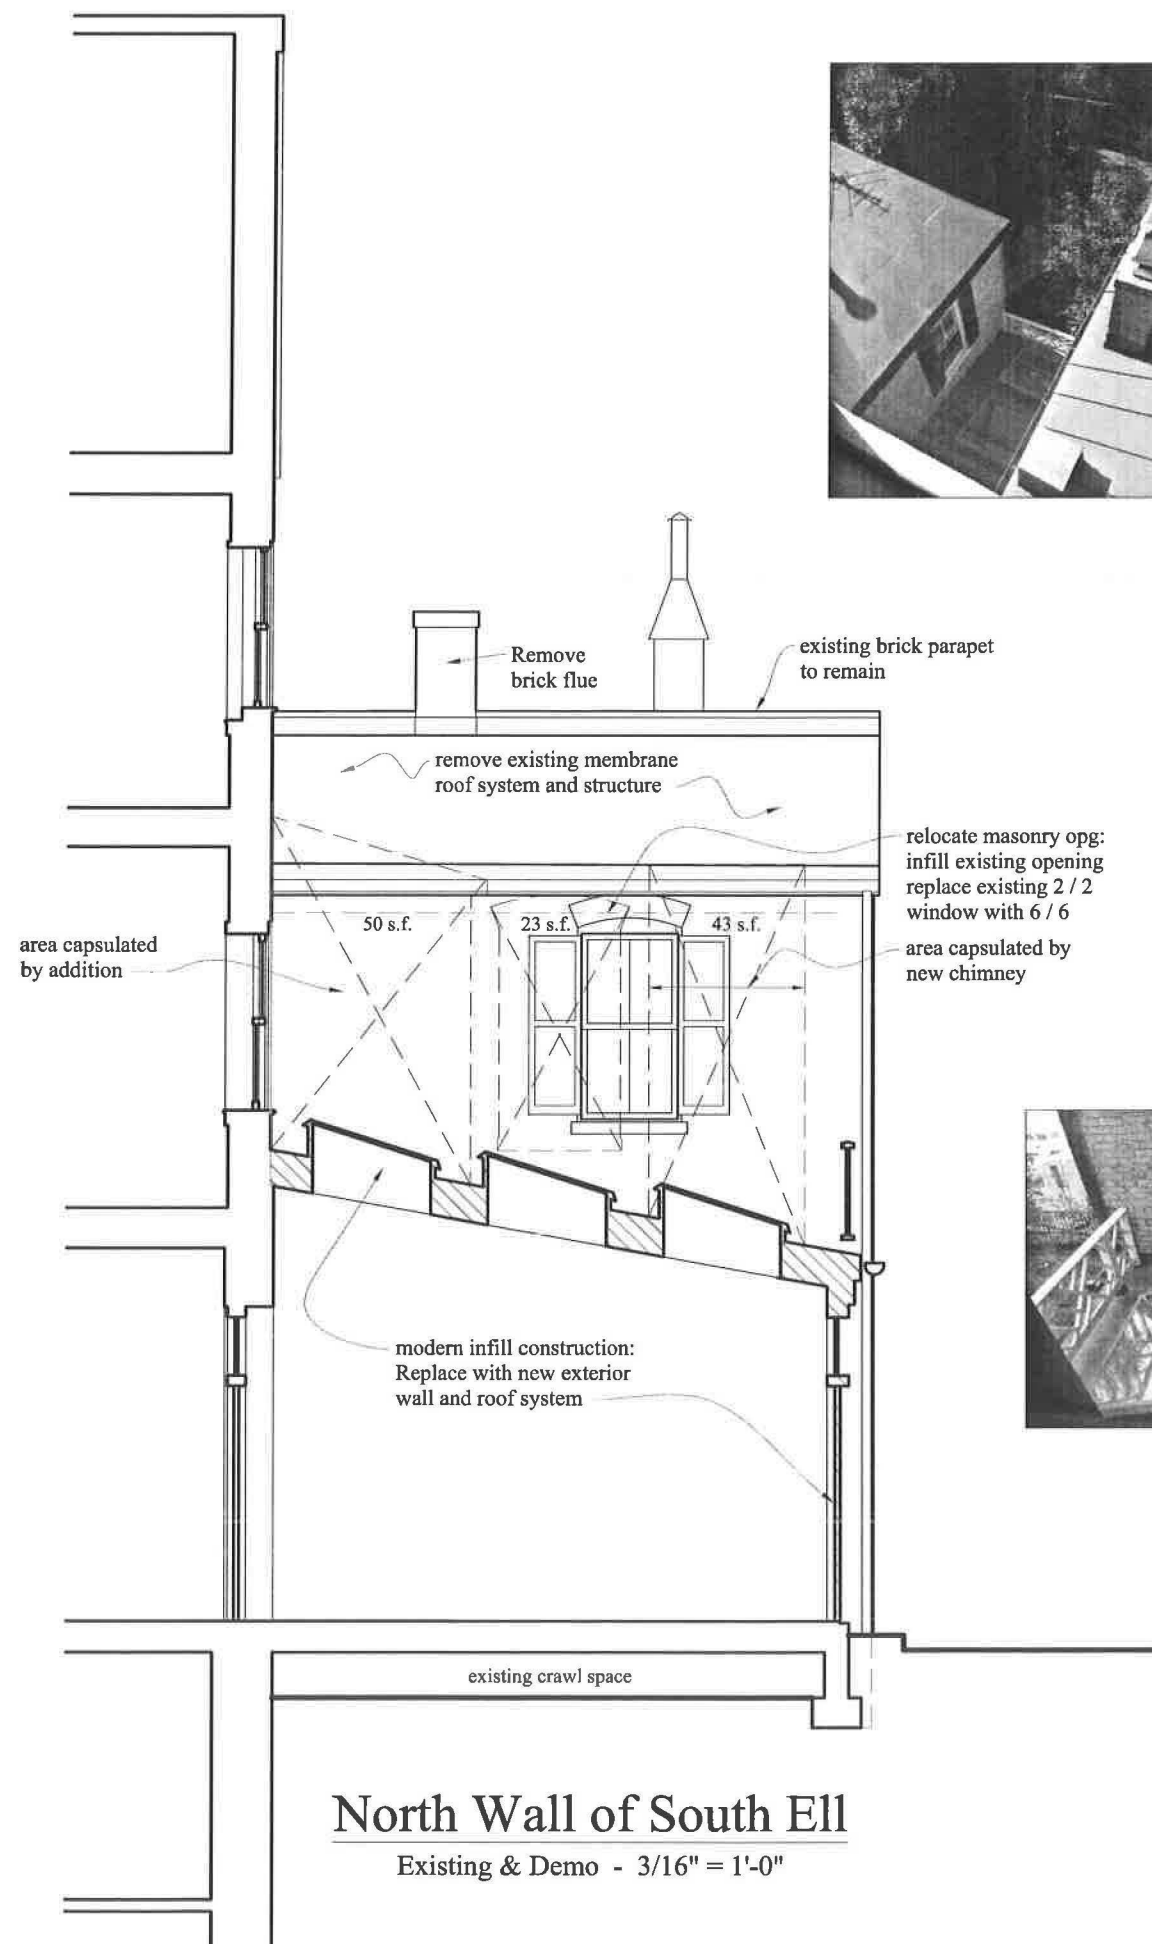 Remove
brick flue
existing brick parapet
to remain
remove existing membrane
roof system and structure
relocate masonry opg:
infill existing opening
replace existing 2 / 2
window with 6 / 6
50 s.f.
23 s.f.
43 s.f.
area capsulated
by addition
area capsulated by
new chimney
modern infill construction:
Replace with new exterior
wall and roof system
existing crawl space
North Wall of South Ell
Existing & Demo - 3/16" = 1'-0"